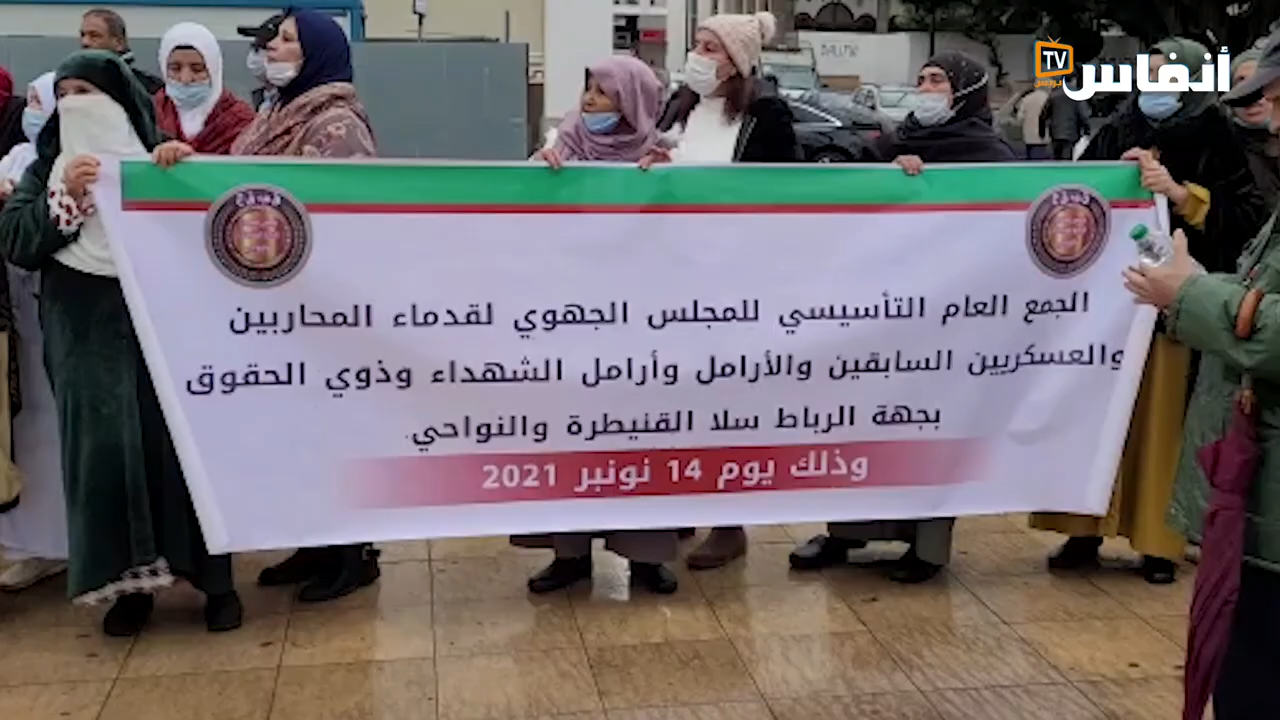 أنفاس
TV
الجمع العام التأسيسي للمجلس الجهوي لقدماء المحاربين
والعسكريين السابقين والأرامل وأرامل الشهداء وذوي الحقوق
بجهة الرباط سلا القنيطرة والنواحي.
وذلك يوم 14 نونبر 2021